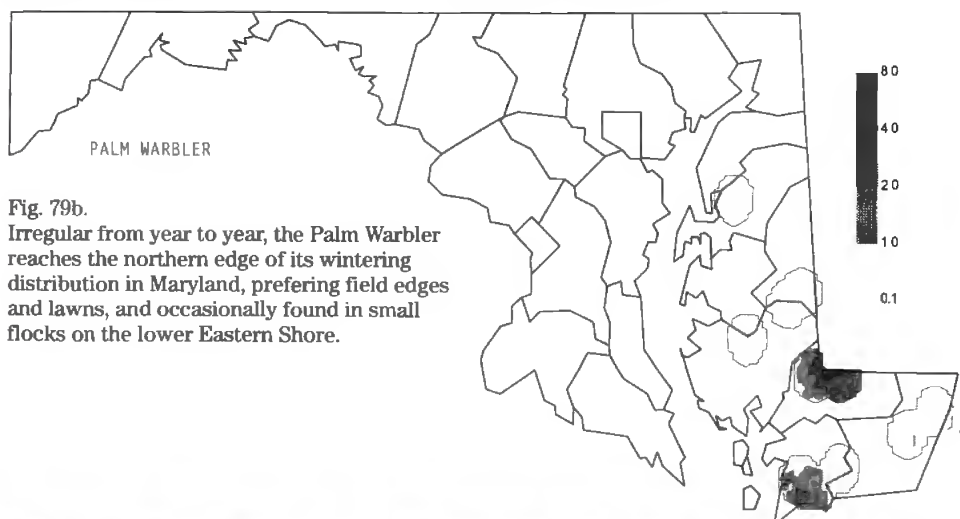 PALM WARBLER
Fig. 79b.
Irregular from year to year, the Palm Warbler
reaches the northern edge of its wintering
distribution in Maryland, prefering field edges
and lawns, and occasionally found in small
flocks on the lower Eastern Shore.
80
40
20
10
0.1